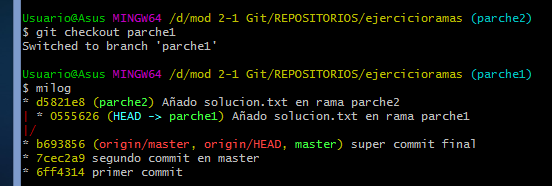 Usuario@Asus MINGW64 /d/mod 2-1 Git/REPOSITORIOS/ejercicioramas (parche2)
$ git checkout parche1
Switched to branch 'parche1'
Usuario@Asus MINGW64 /d/mod 2-1 Git/REPOSITORIOS/ejercicioramas (parche1)
$ milog
* d5821e8 (parche2) Añado solucion.txt en rama parche2
| * 0555626 (HEAD -> parche1) Añado solucion.txt en rama parche1
|/
* b693856 (origin/master, origin/HEAD, master) super commit final
* 7cec2a9 segundo commit en master
* 6ff4314 primer commit